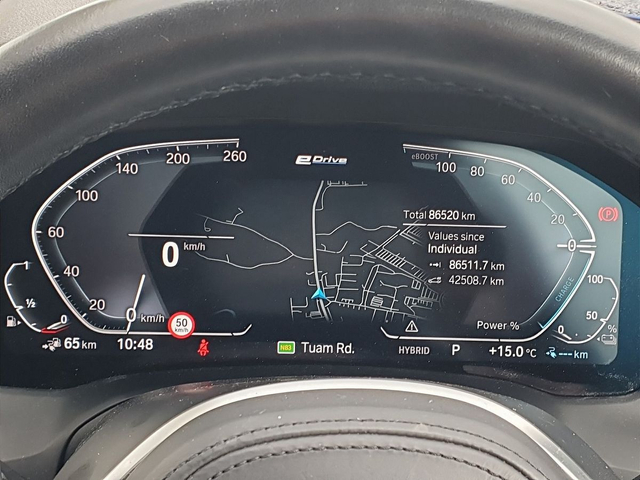 260
200
140
100
60
40
20
0 km/h
0 km/h
50 km/h
1
½
0
65 km
10:48
eDrive
N83 Tuam Rd.
eBOOST
100
80
60
40
20
0
CHARGE
Total 86520 km
Values since
Individual
86511.7 km
42508.7 km
Power %
100
50
0
%
HYBRID
P
+15.0 °C
--- km
(P)